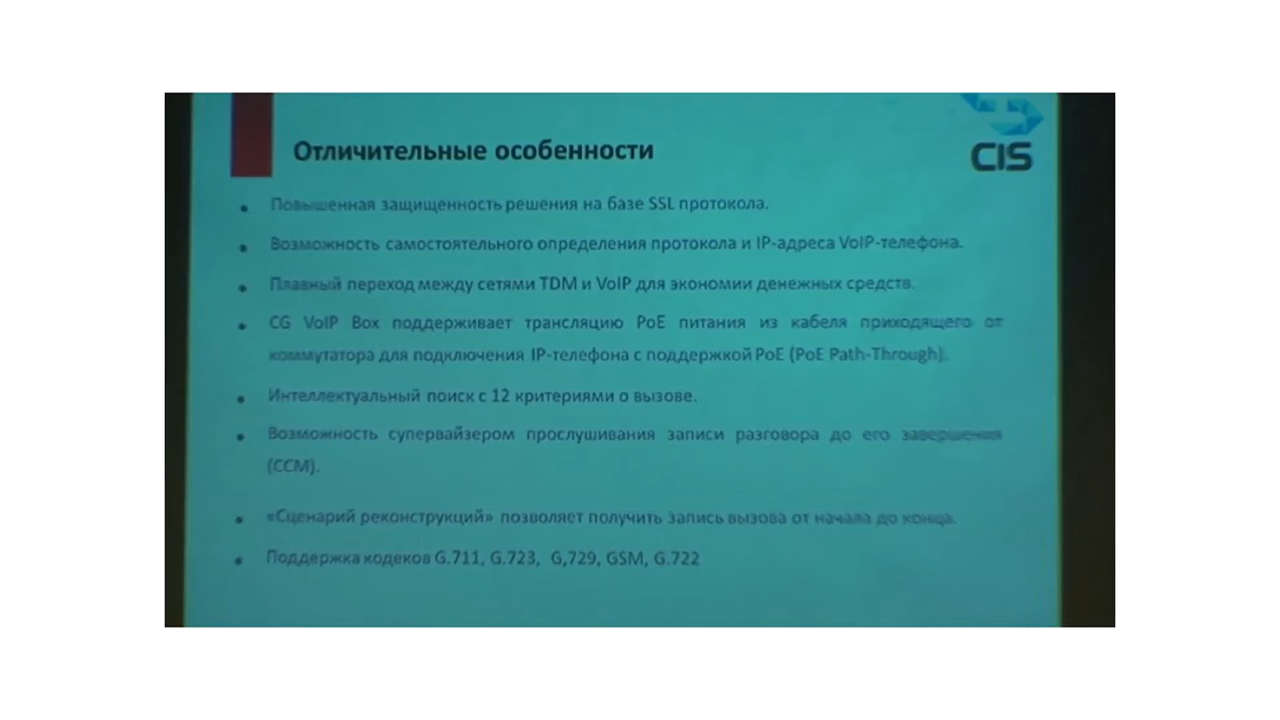 CIS
Отличительные особенности
• Повышенная защищенность решения на базе SSL протокола.
• Возможность самостоятельного определения протокола и IP-адреса VoIP-телефона.
• Плавный переход между сетями TDM и VoIP для экономии денежных средств.
• CG VoIP Box поддерживает трансляцию PoE питания из кабеля приходящего от
коммутатора для подключения IP-телефона с поддержкой PoE (PoE Path-Through).
• Интеллектуальный поиск с 12 критериями о вызове.
• Возможность супервайзером прослушивания записи разговора до его завершения
(CCM).
• «Сценарий реконструкций» позволяет получить запись вызова от начала до конца.
• Поддержка кодеков G.711, G.723, G,729, GSM, G.722